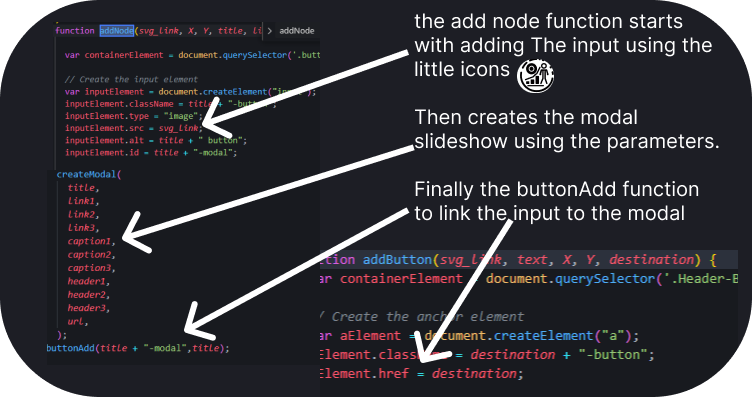 function addNode(svg_link, X, Y, title, li
addNode
var containerElement = document.querySelector('.butt
// Create the input element
var inputElement = document.createElement("
");
inputElement.className = title + "-butt
inputElement.type = "image";
inputElement.src = svg_link;
inputElement.alt = title + " button";
inputElement.id = title + "-modal";
createModal(
title,
link1,
link2,
link3,
caption1,
caption2,
caption3,
header1,
header2,
header3,
url,
);
buttonAdd(title + "-modal",title);
the add node function starts
with adding The input using the
little icons
Then creates the modal
slideshow using the parameters.
Finally the buttonAdd function
to link the input to the modal
ction addButton(svg_link, text, X, Y, destination) {
ar containerElement = document.querySelector('.Header-B
/ Create the anchor element
ar aElement = document.createElement("a");
Element.class = destination + "-button";
Element.href = destination;